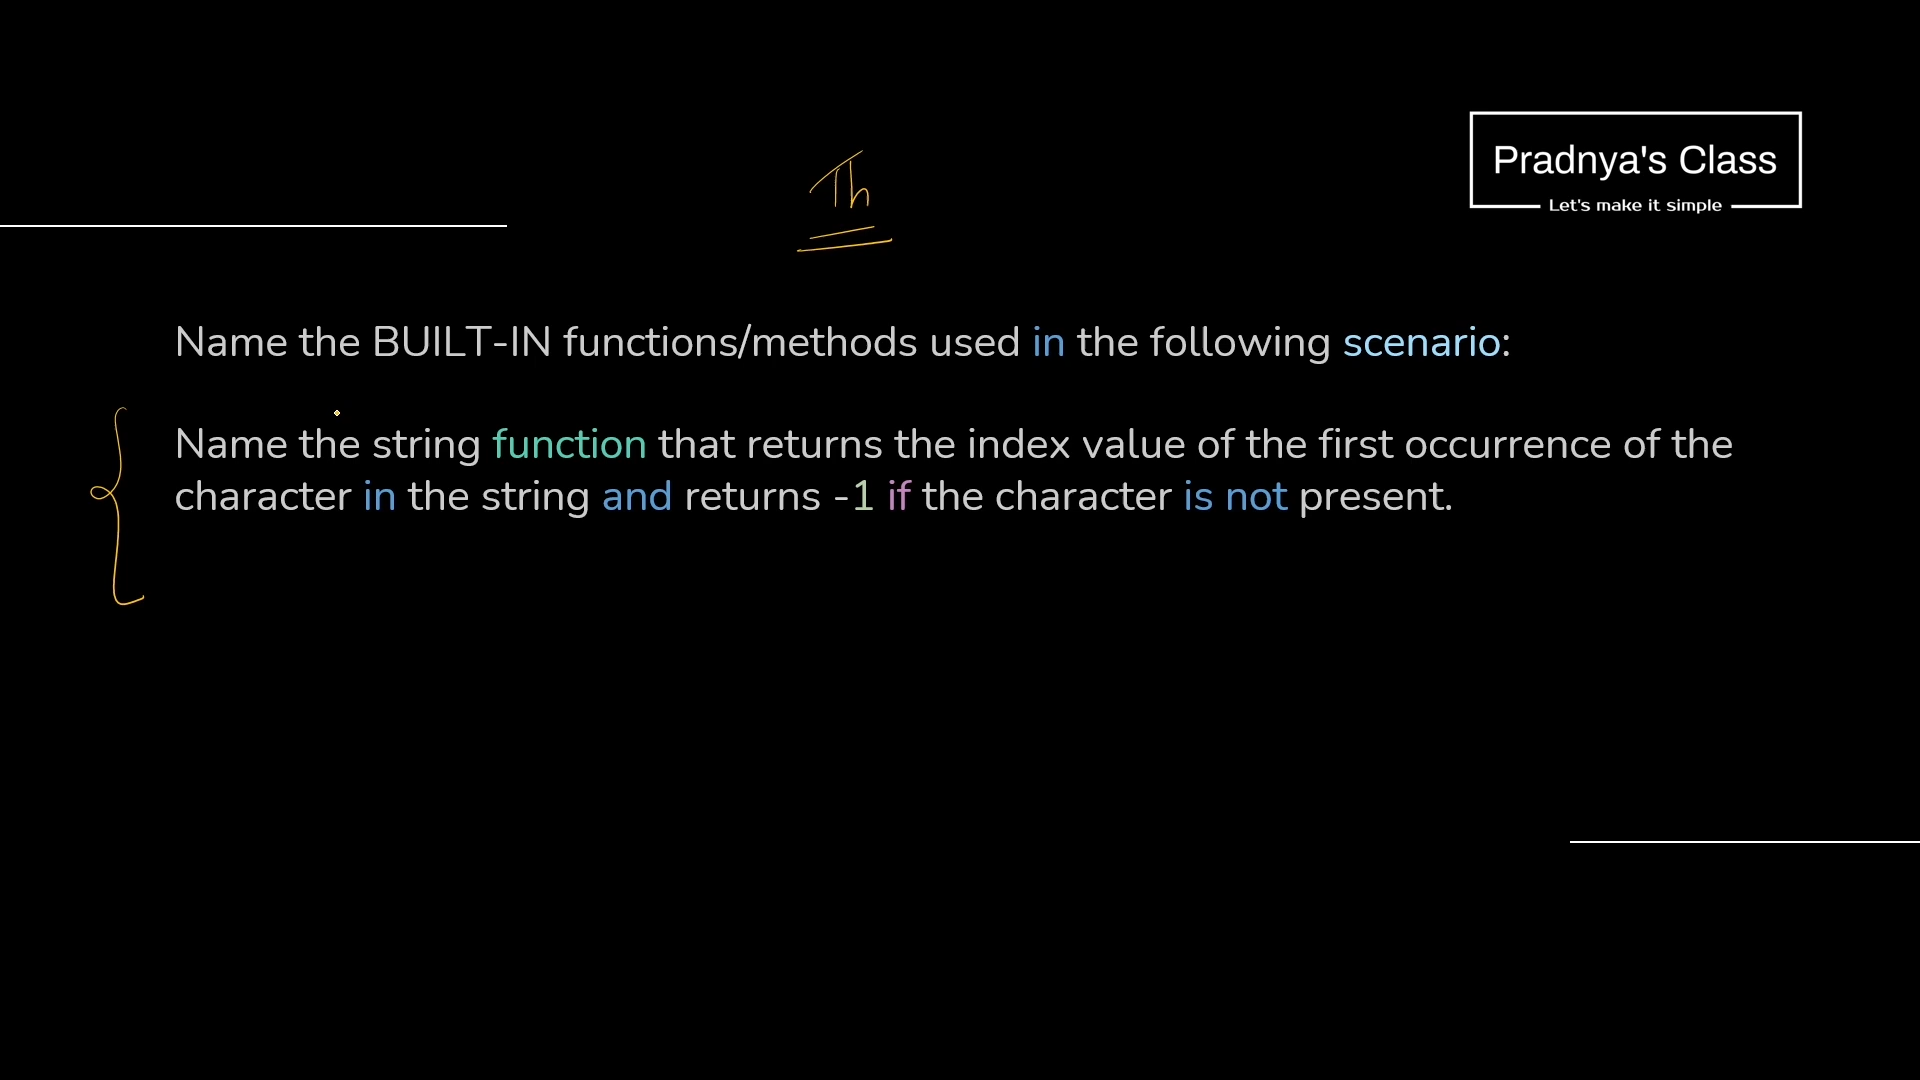 Pradnya's Class
Let's make it simple
Th
Name the BUILT-IN functions/methods used in the following scenario:
Name the string function that returns the index value of the first occurrence of the
character in the string and returns -1 if the character is not present.